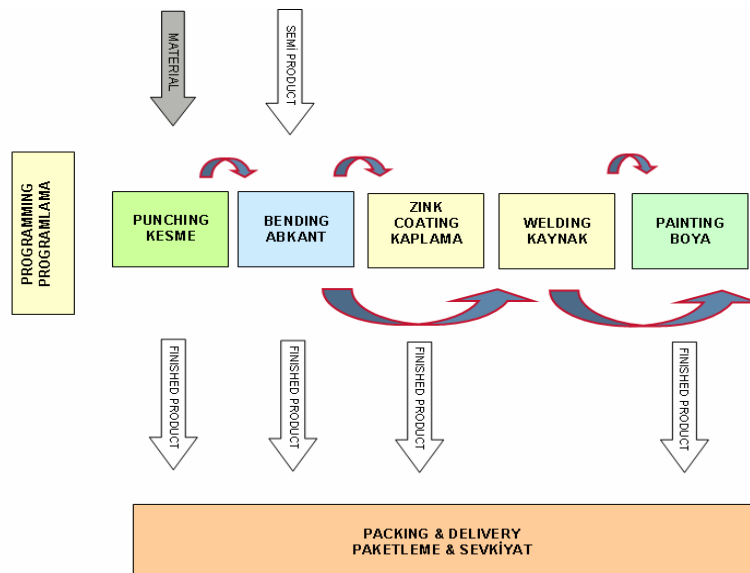 MATERIAL
SEMİ PRODUCT
PROGRAMMING
PROGRAMLAMA
PUNCHING
KESME
BENDING
ABKANT
ZINK
COATING
KAPLAMA
WELDING
KAYNAK
PAINTING
BOYA
FINISHED PRODUCT
FINISHED PRODUCT
FINISHED PRODUCT
FINISHED PRODUCT
PACKING & DELIVERY
PAKETLEME & SEVKİYAT